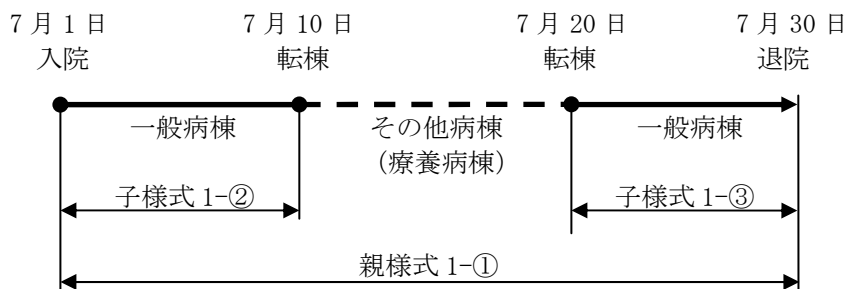 7月1日 7月10日 7月20日 7月30日
入院 転棟 転棟 退院
一般病棟 その他病棟 一般病棟
（療養病棟）
子様式 1-② 子様式 1-③
親様式 1-①